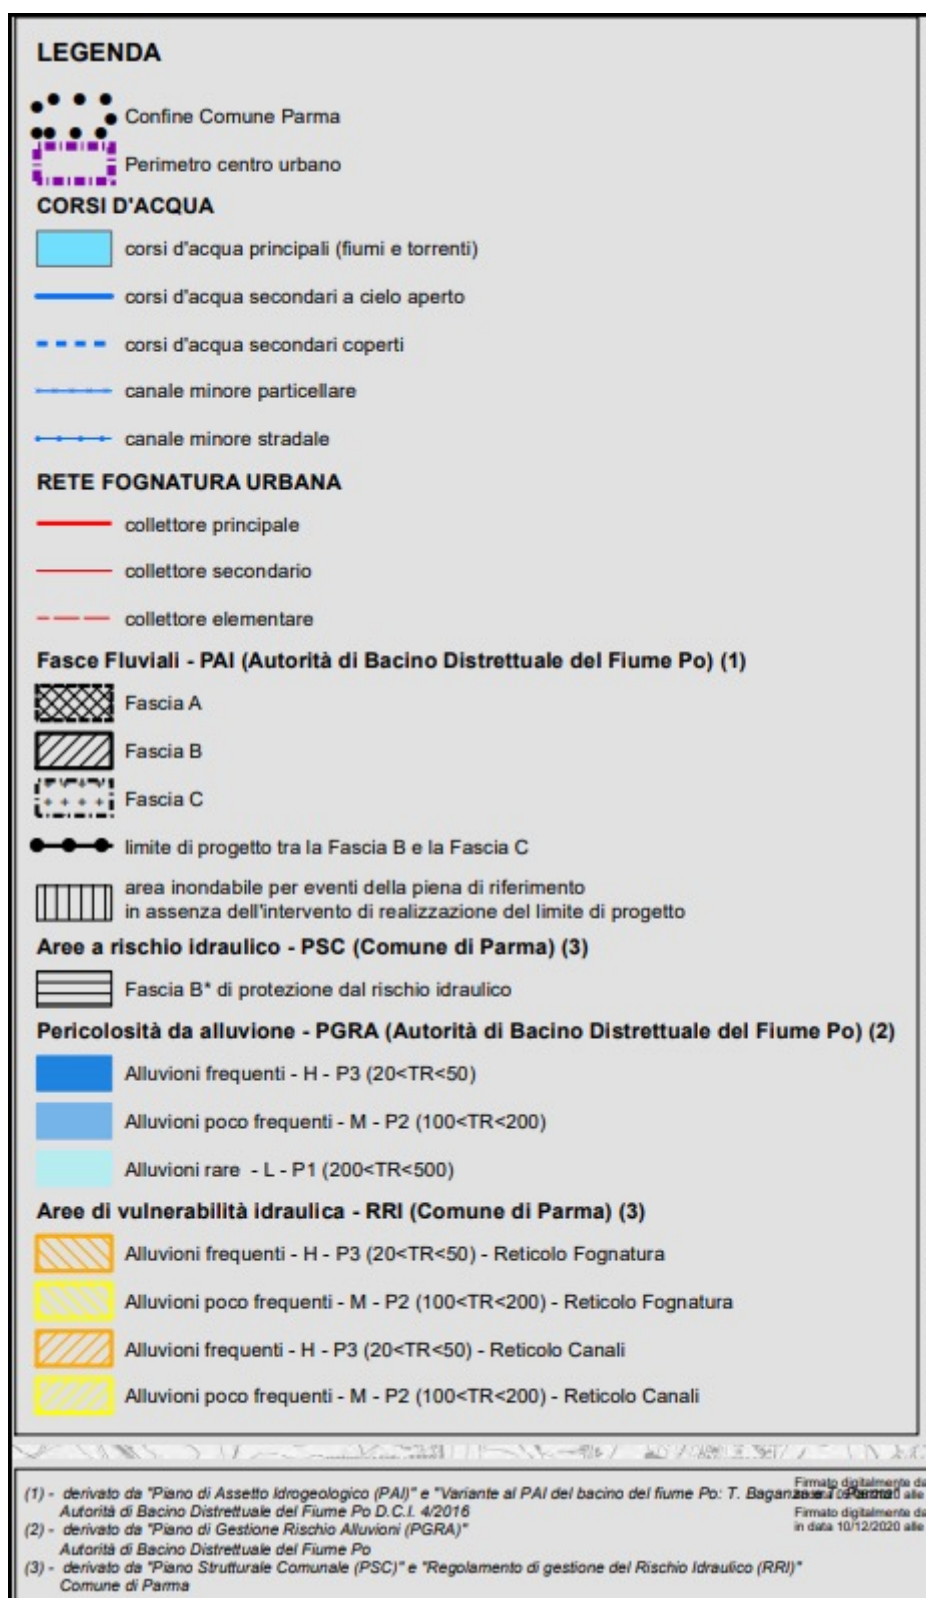 LEGENDA
Confine Comune Parma
Perimetro centro urbano
CORSI D'ACQUA
corsi d'acqua principali (fiumi e torrenti)
corsi d'acqua secondari a cielo aperto
corsi d'acqua secondari coperti
canale minore particellare
canale minore stradale
RETE FOGNATURA URBANA
collettore principale
collettore secondario
collettore elementare
Fasce Fluviali - PAI (Autorità di Bacino Distrettuale del Fiume Po) (1)
Fascia A
Fascia B
Fascia C
limite di progetto tra la Fascia B e la Fascia C
area inondabile per eventi della piena di riferimento
in assenza dell'intervento di realizzazione del limite di progetto
Aree a rischio idraulico - PSC (Comune di Parma) (3)
Fascia B* di protezione dal rischio idraulico
Pericolosità da alluvione - PGRA (Autorità di Bacino Distrettuale del Fiume Po) (2)
Alluvioni frequenti - H - P3 (20<TR<50)
Alluvioni poco frequenti - M - P2 (100<TR<200)
Alluvioni rare - L - P1 (200<TR<500)
Aree di vulnerabilità idraulica - RRI (Comune di Parma) (3)
Alluvioni frequenti - H - P3 (20<TR<50) - Reticolo Fognatura
Alluvioni poco frequenti - M - P2 (100<TR<200) - Reticolo Fognatura
Alluvioni frequenti - H - P3 (20<TR<50) - Reticolo Canali
Alluvioni poco frequenti - M - P2 (100<TR<200) - Reticolo Canali
(1) - derivato da "Piano di Assetto Idrogeologico (PAI)" e "Variante al PAI del bacino del fiume Po: T. Baganza e T. Parma"
Autorità di Bacino Distrettuale del Fiume Po D.C.I. 4/2016
(2) - derivato da "Piano di Gestione Rischio Alluvioni (PGRA)"
Autorità di Bacino Distrettuale del Fiume Po
(3) - derivato da "Piano Strutturale Comunale (PSC)" e "Regolamento di gestione del Rischio Idraulico (RRI)"
Comune di Parma
Firmato digitalmente da
Firmato digitalmente da
in data 10/12/2020 alle